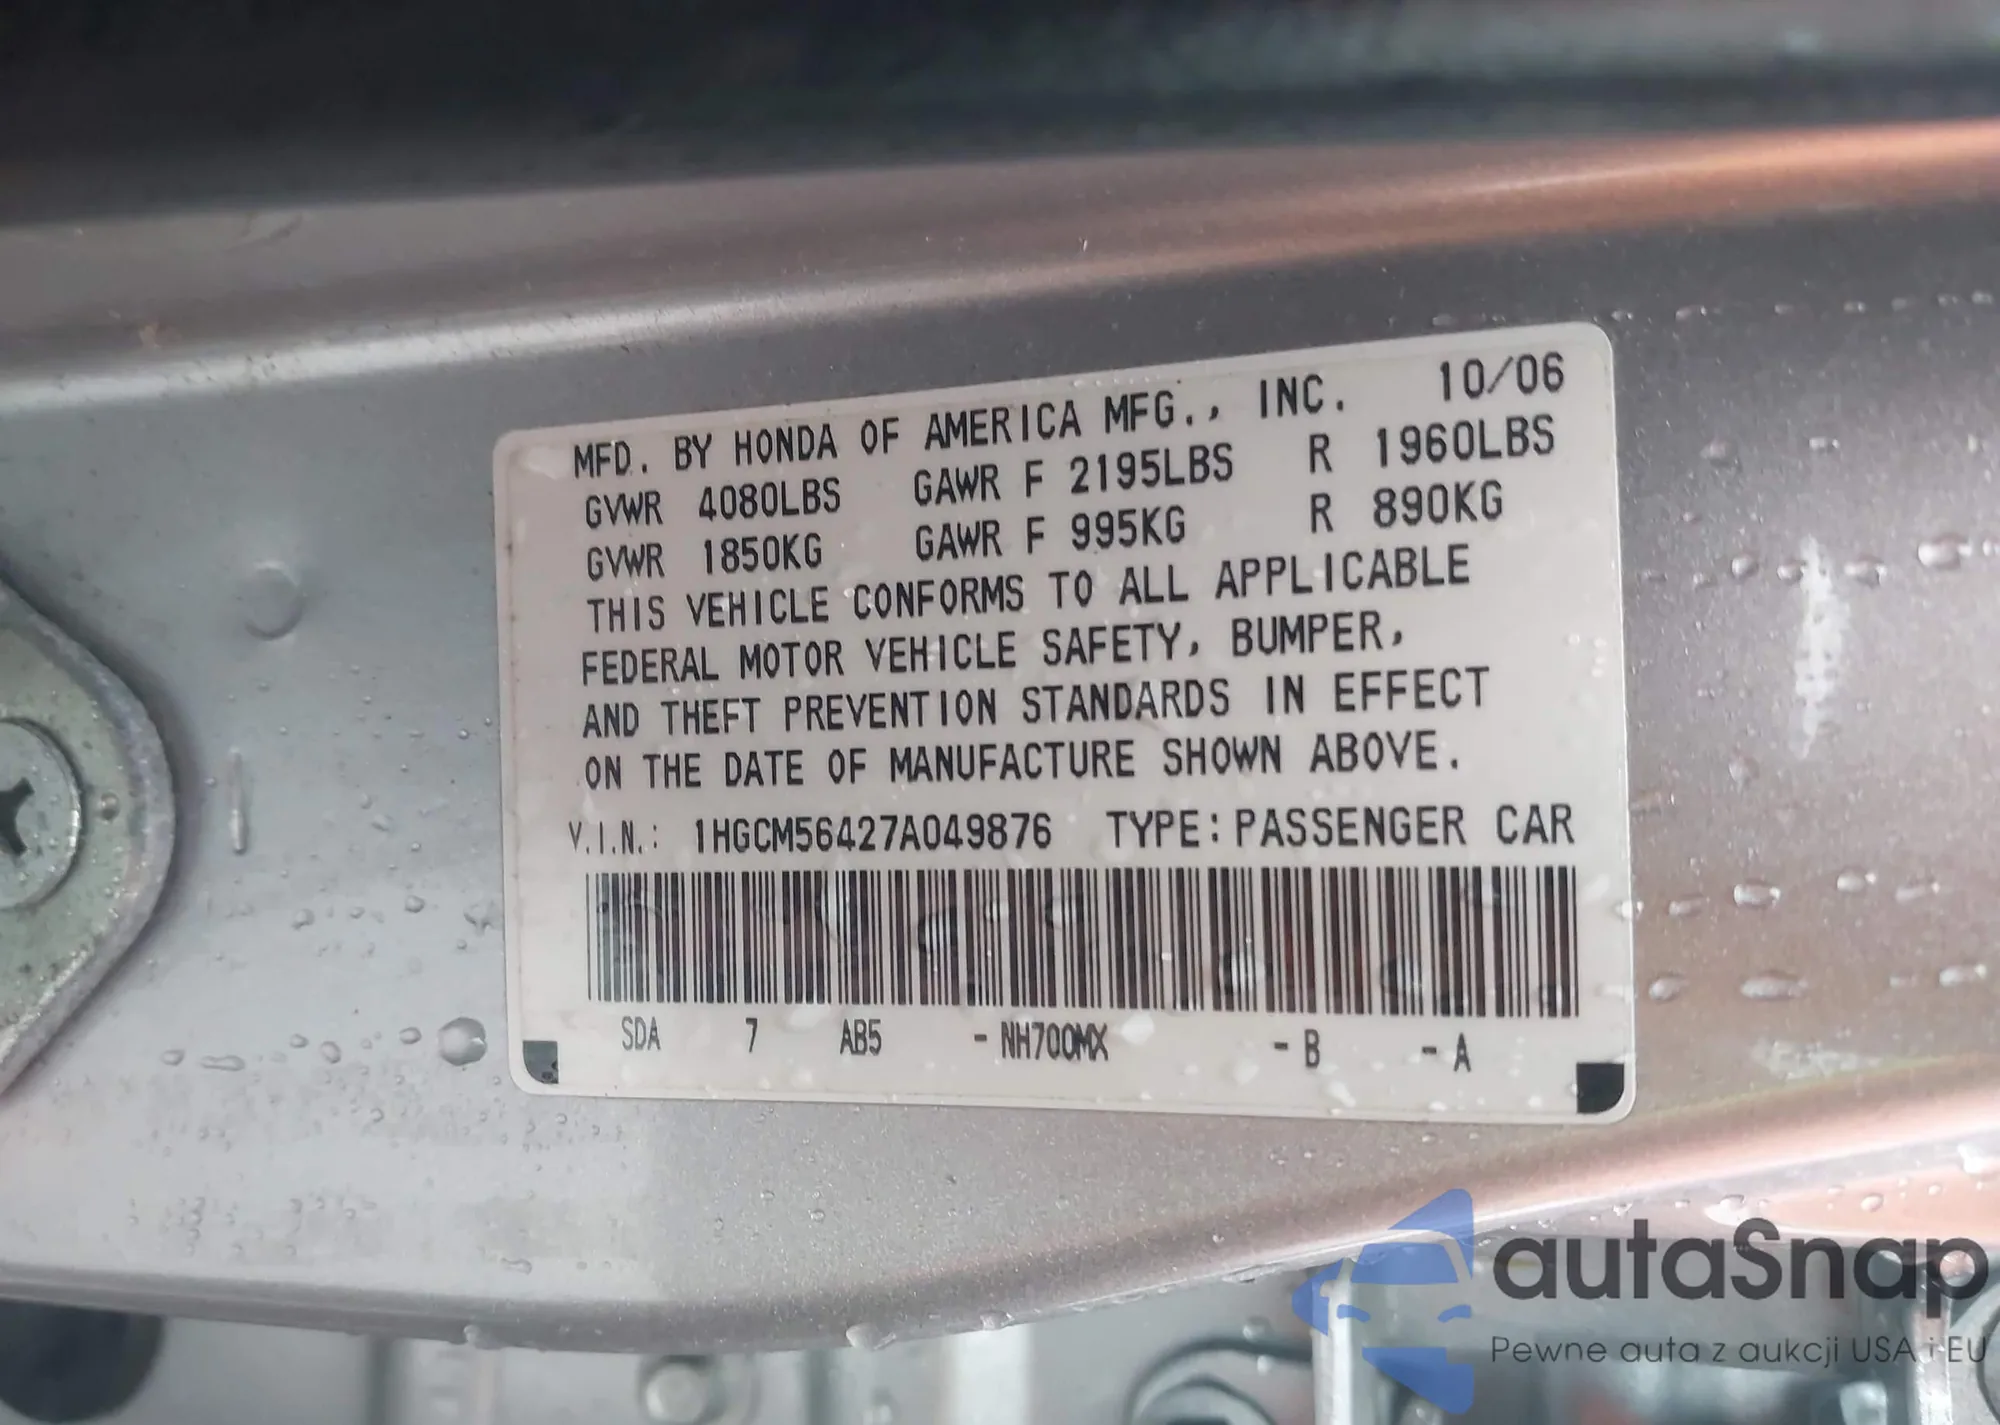 MFD. BY HONDA OF AMERICA MFG., INC. 10/06
GVWR 4080LBS GAWR F 2195LBS R 1960LBS
GVWR 1850KG GAWR F 995KG R 890KG
THIS VEHICLE CONFORMS TO ALL APPLICABLE
FEDERAL MOTOR VEHICLE SAFETY, BUMPER,
AND THEFT PREVENTION STANDARDS IN EFFECT
ON THE DATE OF MANUFACTURE SHOWN ABOVE.
V.I.N.: 1HGCM56427A049876 TYPE: PASSENGER CAR
SDA 7 AB5 - NH700MX - B - A
autaSnap
Pewne auta z aukcji USA i EU